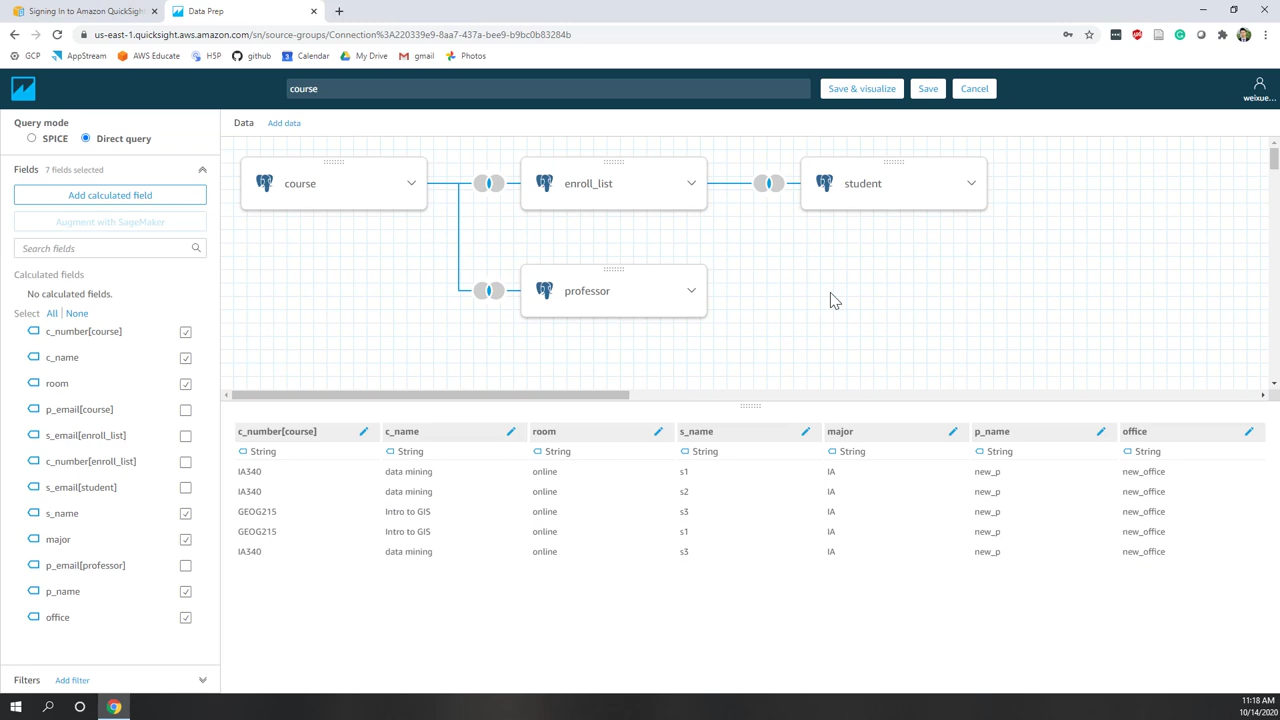 Signing In to Amazon QuickSigh
Data Prep
us-east-1.quicksight.aws.amazon.com/sn/source-groups/Connection%3A220339e9-8aa7-437a-bee9-b9bc0b83284b
GCP AppStream AWS Educate H5P github Calendar My Drive gmail Photos
course Save & visualize Save Cancel
weixue...
Query mode
SPICE Direct query
Data Add data
Fields 7 fields selected
Add calculated field
Augment with SageMaker
Search fields
Calculated fields
No calculated fields.
Select All | None
c_number[course]
c_name
room
p_email[course]
s_email[enroll_list]
c_number[enroll_list]
s_email[student]
s_name
major
p_email[professor]
p_name
office
Filters Add filter
course enroll_list student
professor
c_number[course] c_name room s_name major p_name office
String String String String String String String
IA340 data mining online s1 IA new_p new_office
IA340 data mining online s2 IA new_p new_office
GEOG215 Intro to GIS online s3 IA new_p new_office
GEOG215 Intro to GIS online s1 IA new_p new_office
IA340 data mining online s3 IA new_p new_office
11:18 AM
10/14/2020